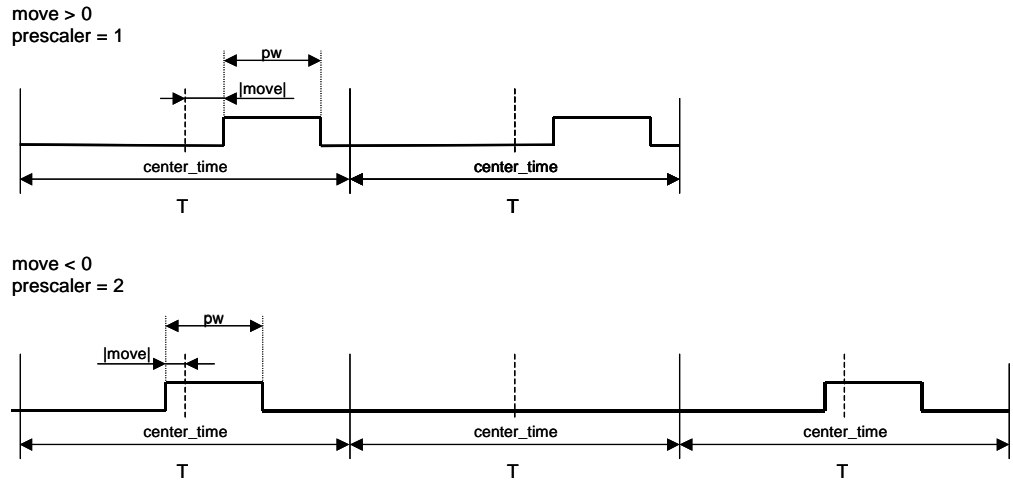 move > 0
prescaler = 1
pw
|move|
center_time center_time
T T
move < 0
prescaler = 2
pw
|move|
center_time center_time center_time
T T T